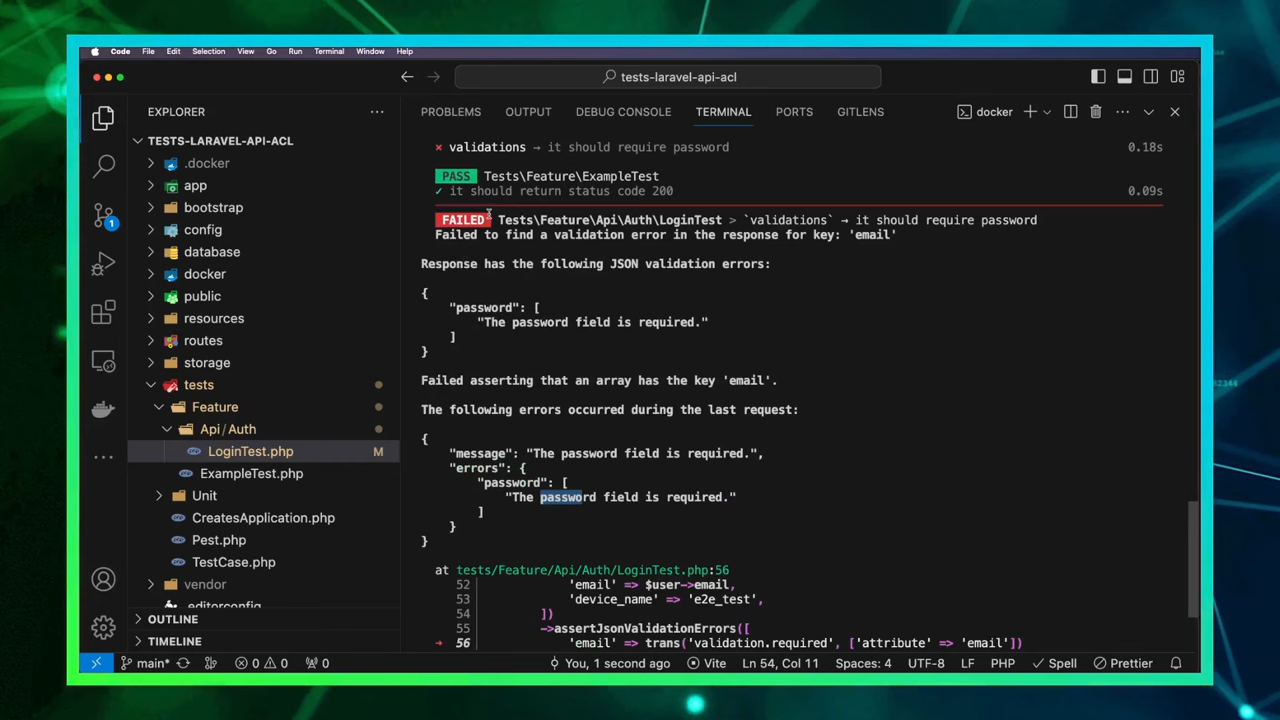 Code File Edit Selection View Go Run Terminal Window Help
tests-laravel-api-acl
EXPLORER
TESTS-LARAVEL-API-ACL
.docker
app
bootstrap
config
database
docker
public
resources
routes
storage
tests
Feature
Api/Auth
LoginTest.php M
ExampleTest.php
Unit
CreatesApplication.php
Pest.php
TestCase.php
vendor
.editorconfig
OUTLINE
TIMELINE
1
PROBLEMS OUTPUT DEBUG CONSOLE TERMINAL PORTS GITLENS docker
⨯ validations → it should require password 0.18s
PASS Tests\Feature\ExampleTest
✓ it should return status code 200 0.09s
FAILED Tests\Feature\Api\Auth\LoginTest > `validations` → it should require password
Failed to find a validation error in the response for key: 'email'
Response has the following JSON validation errors:
{
"password": [
"The password field is required."
]
}
Failed asserting that an array has the key 'email'.
The following errors occurred during the last request:
{
"message": "The password field is required.",
"errors": {
"password": [
"The password field is required."
]
}
}
at tests/Feature/Api/Auth/LoginTest.php:56
52 'email' => $user->email,
53 'device_name' => 'e2e_test',
54 ])
55 ->assertJsonValidationErrors([
→ 56 'email' => trans('validation.required', ['attribute' => 'email'])
main* 0 0 0 You, 1 second ago Vite Ln 54, Col 11 Spaces: 4 UTF-8 LF PHP Spell Prettier